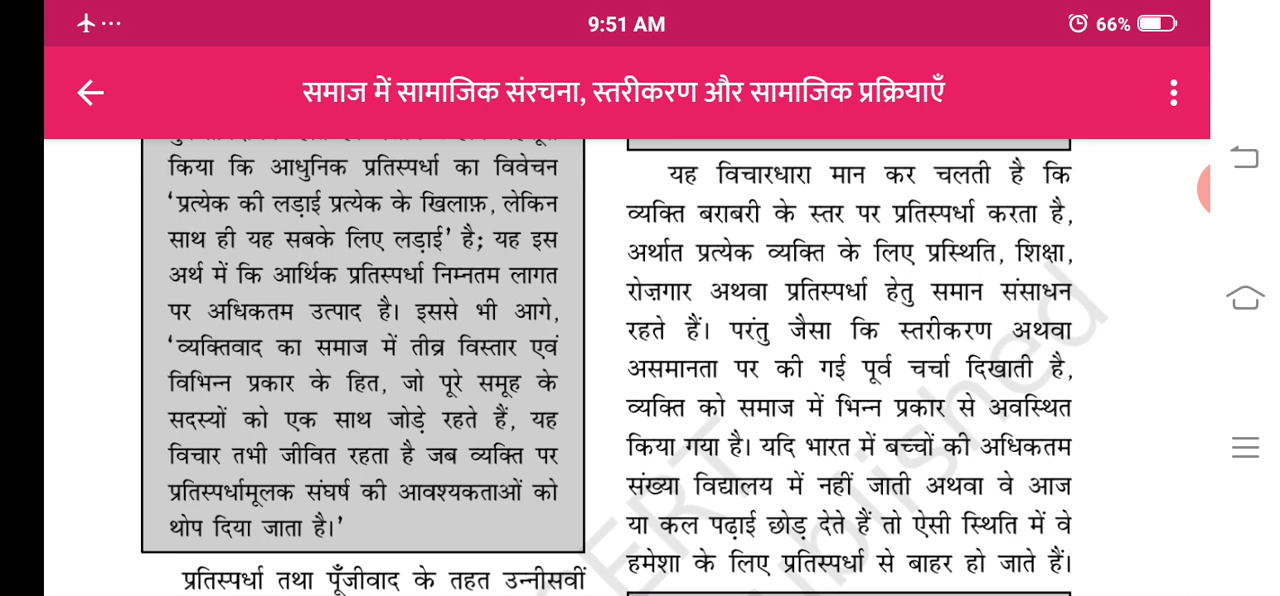 9:51 AM
66%
समाज में सामाजिक संरचना, स्तरीकरण और सामाजिक प्रक्रियाएँ
किया कि आधुनिक प्रतिस्पर्धा का विवेचन
‘प्रत्येक की लड़ाई प्रत्येक के खिलाफ़, लेकिन
साथ ही यह सबके लिए लड़ाई’ है; यह इस
अर्थ में कि आर्थिक प्रतिस्पर्धा निम्नतम लागत
पर अधिकतम उत्पाद है। इससे भी आगे,
‘व्यक्तिवाद का समाज में तीव्र विस्तार एवं
विभिन्न प्रकार के हित, जो पूरे समूह के
सदस्यों को एक साथ जोड़े रहते हैं, यह
विचार तभी जीवित रहता है जब व्यक्ति पर
प्रतिस्पर्धामूलक संघर्ष की आवश्यकताओं को
थोप दिया जाता है।’
प्रतिस्पर्धा तथा पूँजीवाद के तहत उन्नीसवीं
यह विचारधारा मान कर चलती है कि
व्यक्ति बराबरी के स्तर पर प्रतिस्पर्धा करता है,
अर्थात प्रत्येक व्यक्ति के लिए प्रस्थिति, शिक्षा,
रोज़गार अथवा प्रतिस्पर्धा हेतु समान संसाधन
रहते हैं। परंतु जैसा कि स्तरीकरण अथवा
असमानता पर की गई पूर्व चर्चा दिखाती है,
व्यक्ति को समाज में भिन्न प्रकार से अवस्थित
किया गया है। यदि भारत में बच्चों की अधिकतम
संख्या विद्यालय में नहीं जाती अथवा वे आज
या कल पढ़ाई छोड़ देते हैं तो ऐसी स्थिति में वे
हमेशा के लिए प्रतिस्पर्धा से बाहर हो जाते हैं।